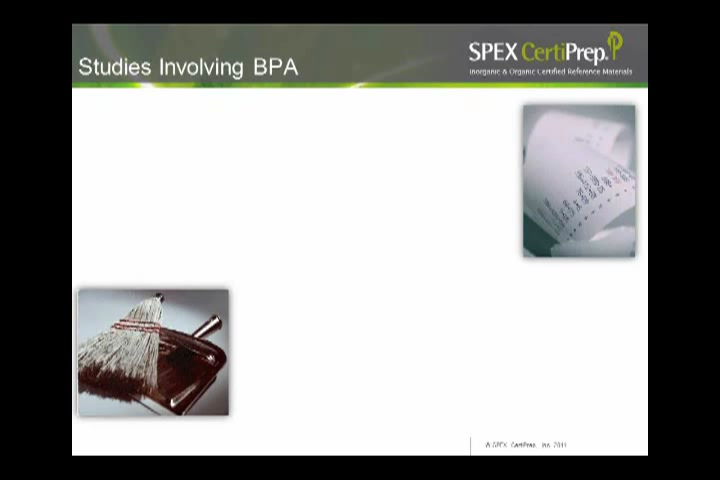 Studies Involving BPA
SPEX CertiPrep.
Inorganic & Organic Certified Reference Materials
© SPEX CertiPrep, Inc. 2011